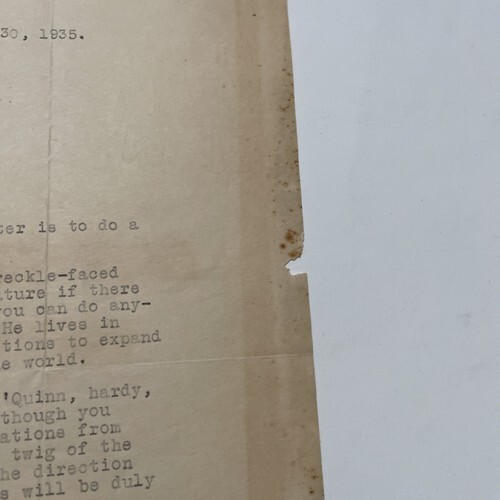 30, 1935.
ter is to do a
reckle-faced
ature if there
you can do any-
He lives in
tions to expand
e world.
'Quinn, hardy,
though you
ations from
twig of the
he direction
s will be duly